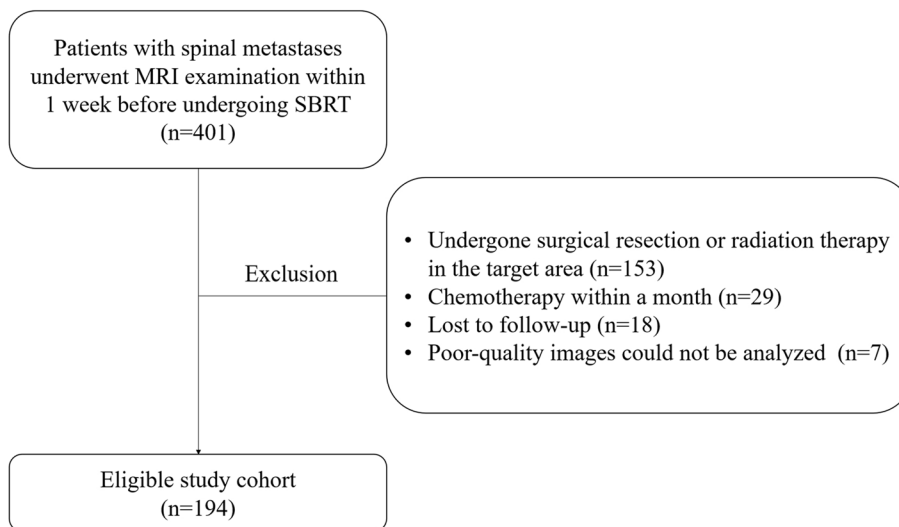 Patients with spinal metastases
underwent MRI examination within
1 week before undergoing SBRT
(n=401)
Exclusion
• Undergone surgical resection or radiation therapy
in the target area (n=153)
• Chemotherapy within a month (n=29)
• Lost to follow-up (n=18)
• Poor-quality images could not be analyzed (n=7)
Eligible study cohort
(n=194)